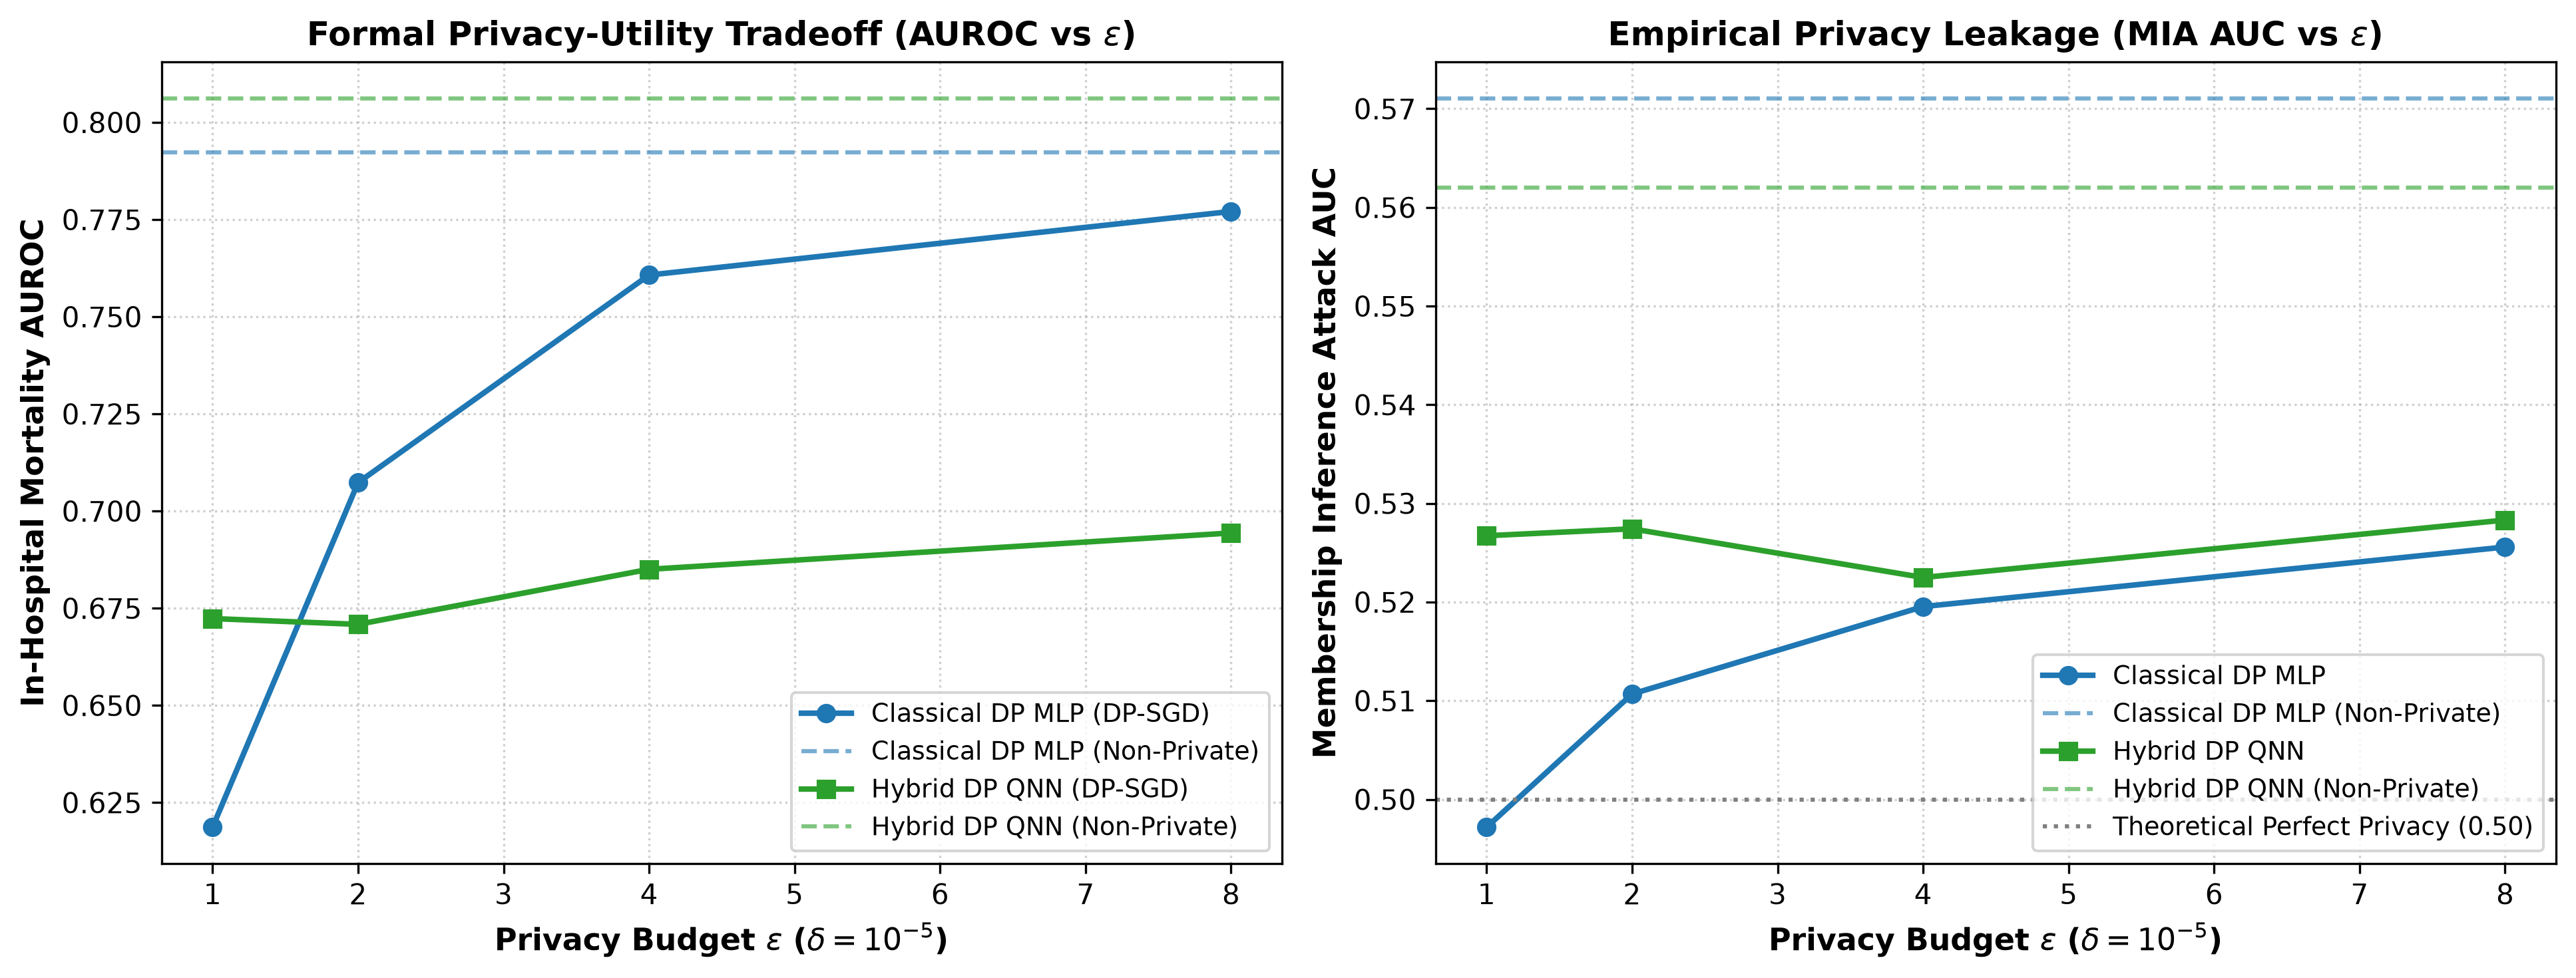 Formal Privacy-Utility Tradeoff (AUROC vs ε)
In-Hospital Mortality AUROC
0.800
0.775
0.750
0.725
0.700
0.675
0.650
0.625
Classical DP MLP (DP-SGD)
Classical DP MLP (Non-Private)
Hybrid DP QNN (DP-SGD)
Hybrid DP QNN (Non-Private)
1 2 3 4 5 6 7 8
Privacy Budget ε (δ = 10⁻⁵)
Empirical Privacy Leakage (MIA AUC vs ε)
Membership Inference Attack AUC
0.57
0.56
0.55
0.54
0.53
0.52
0.51
0.50
Classical DP MLP
Classical DP MLP (Non-Private)
Hybrid DP QNN
Hybrid DP QNN (Non-Private)
Theoretical Perfect Privacy (0.50)
1 2 3 4 5 6 7 8
Privacy Budget ε (δ = 10⁻⁵)